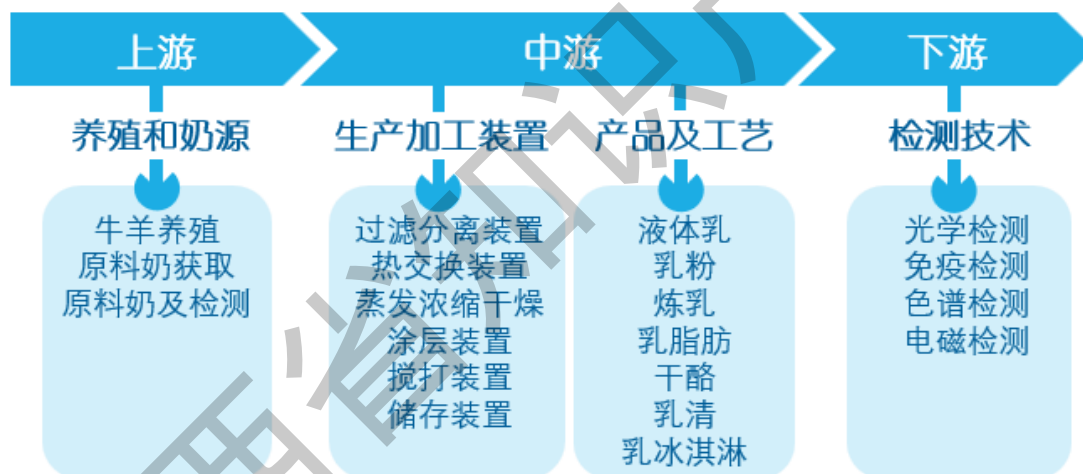 上游
中游
下游
养殖和奶源
生产加工装置
产品及工艺
检测技术
牛羊养殖
原料奶获取
原料奶及检测
过滤分离装置
热交换装置
蒸发浓缩干燥
涂层装置
搅打装置
储存装置
液体乳
乳粉
炼乳
乳脂肪
干酪
乳清
乳冰淇淋
光学检测
免疫检测
色谱检测
电磁检测
西省知识